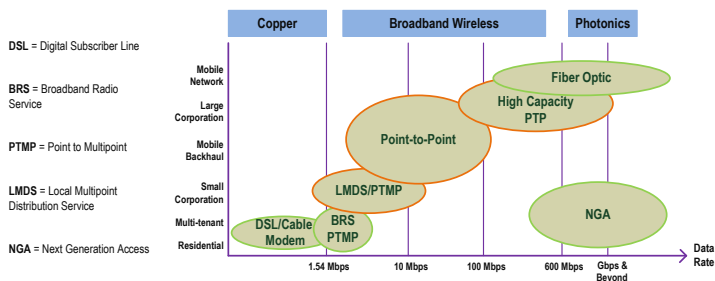 Copper
Broadband Wireless
Photonics
DSL = Digital Subscriber Line
BRS = Broadband Radio
Service
PTMP = Point to Multipoint
LMDS = Local Multipoint
Distribution Service
NGA = Next Generation Access
Mobile
Network
Large
Corporation
Mobile
Backhaul
Small
Corporation
Multi-tenant
Residential
Fiber Optic
High Capacity
PTP
Point-to-Point
LMDS/PTMP
DSL/Cable
Modem
BRS
PTMP
NGA
1.54 Mbps
10 Mbps
100 Mbps
600 Mbps
Gbps &
Beyond
Data
Rate